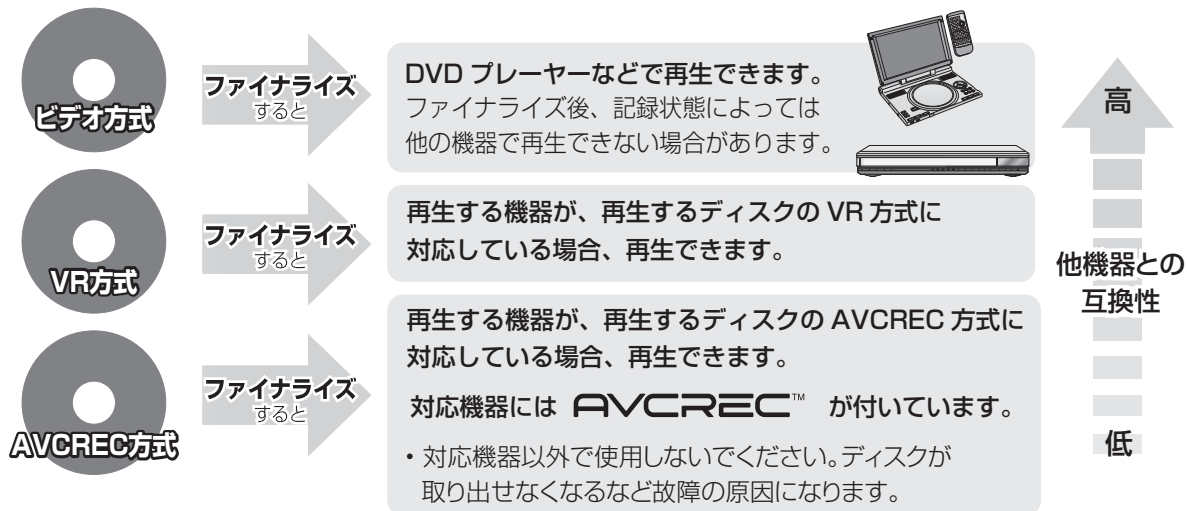 ビデオ方式
ファイナライズ
すると
DVD プレーヤーなどで再生できます。
ファイナライズ後、記録状態によっては
他の機器で再生できない場合があります。
VR方式
ファイナライズ
すると
再生する機器が、再生するディスクの VR 方式に
対応している場合、再生できます。
AVCREC方式
ファイナライズ
すると
再生する機器が、再生するディスクの AVCREC 方式に
対応している場合、再生できます。
対応機器には AVCREC™ が付いています。
・対応機器以外で使用しないでください。ディスクが
取り出せなくなるなど故障の原因になります。
高
他機器との
互換性
低